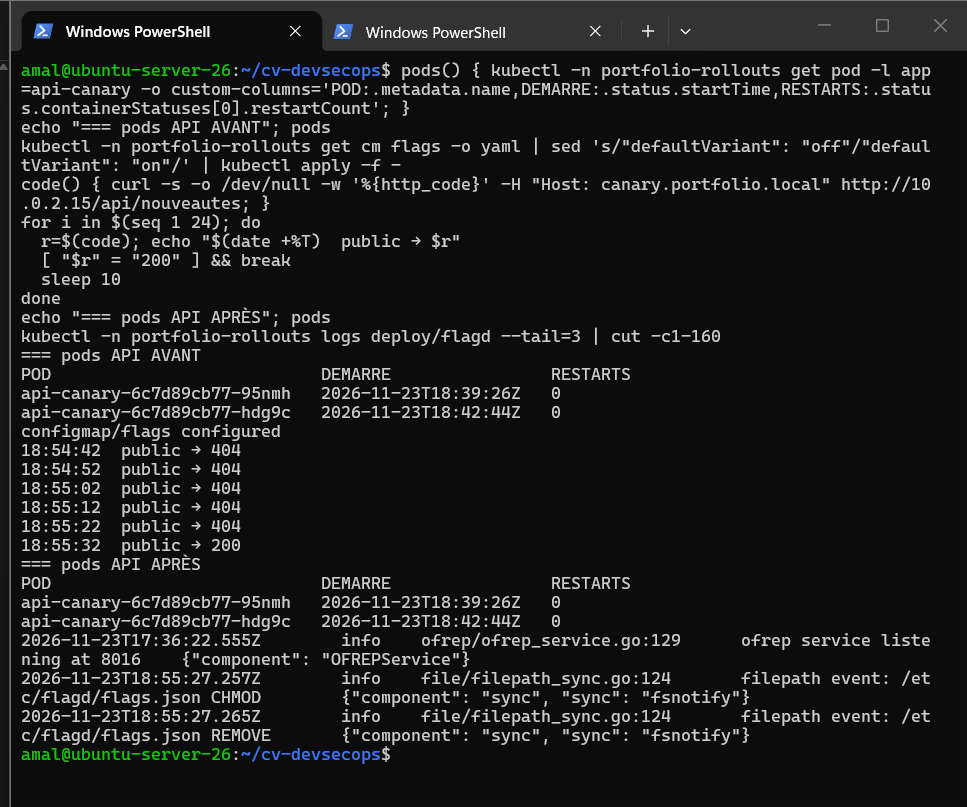 Windows PowerShell
Windows PowerShell
amal@ubuntu-server-26:~/cv-devsecops$ pods() { kubectl -n portfolio-rollouts get pod -l app
=api-canary -o custom-columns='POD:.metadata.name,DEMARRE:.status.startTime,RESTARTS:.statu
s.containerStatuses[0].restartCount'; }
echo "=== pods API AVANT"; pods
kubectl -n portfolio-rollouts get cm flags -o yaml | sed 's/"defaultVariant": "off"/"defaul
tVariant": "on"/' | kubectl apply -f -
code() { curl -s -o /dev/null -w '%{http_code}' -H "Host: canary.portfolio.local" http://10
.0.2.15/api/nouveautes; }
for i in $(seq 1 24); do
  r=$(code); echo "$(date +%T)  public → $r"
  [ "$r" = "200" ] && break
  sleep 10
done
echo "=== pods API APRÈS"; pods
kubectl -n portfolio-rollouts logs deploy/flagd --tail=3 | cut -c1-160
=== pods API AVANT
POD                           DEMARRE                RESTARTS
api-canary-6c7d89cb77-95nmh   2026-11-23T18:39:26Z   0
api-canary-6c7d89cb77-hdg9c   2026-11-23T18:42:44Z   0
configmap/flags configured
18:54:42  public → 404
18:54:52  public → 404
18:55:02  public → 404
18:55:12  public → 404
18:55:22  public → 404
18:55:32  public → 200
=== pods API APRÈS
POD                           DEMARRE                RESTARTS
api-canary-6c7d89cb77-95nmh   2026-11-23T18:39:26Z   0
api-canary-6c7d89cb77-hdg9c   2026-11-23T18:42:44Z   0
2026-11-23T17:36:22.555Z        info    ofrep/ofrep_service.go:129      ofrep service liste
ning at 8016    {"component": "OFREPService"}
2026-11-23T18:55:27.257Z        info    file/filepath_sync.go:124       filepath event: /et
c/flagd/flags.json CHMOD        {"component": "sync", "sync": "fsnotify"}
2026-11-23T18:55:27.265Z        info    file/filepath_sync.go:124       filepath event: /et
c/flagd/flags.json REMOVE       {"component": "sync", "sync": "fsnotify"}
amal@ubuntu-server-26:~/cv-devsecops$